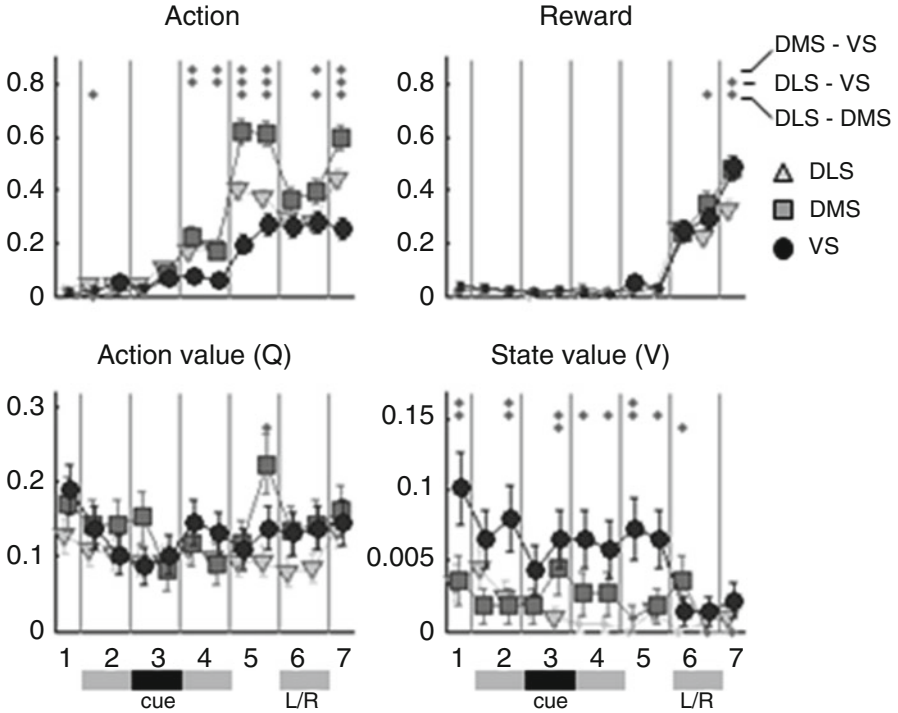 Action
0.8
0.6
0.4
0.2
0
Reward
0.8
0.6
0.4
0.2
0
DMS - VS
DLS - VS
DLS - DMS
DLS
DMS
VS
Action value (Q)
0.3
0.2
0.1
0
1 2 3 4 5 6 7
cue L/R
State value (V)
0.15
0.1
0.005
0
1 2 3 4 5 6 7
cue L/R